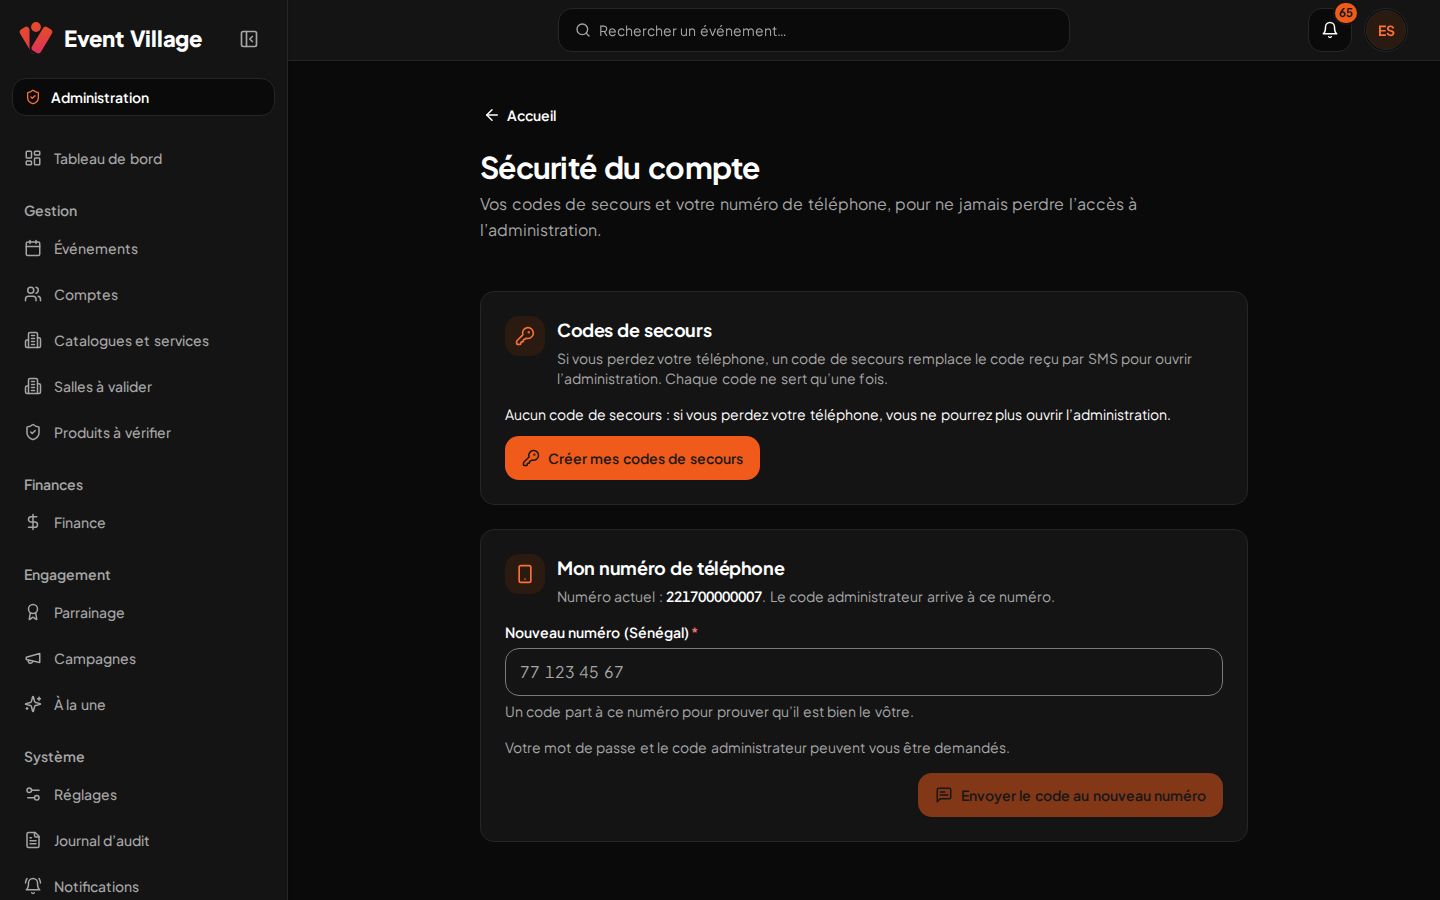 Event Village
Administration
Tableau de bord
Gestion
Événements
Comptes
Catalogues et services
Salles à valider
Produits à vérifier
Finances
Finance
Engagement
Parrainage
Campagnes
À la une
Système
Réglages
Journal d’audit
Notifications
Rechercher un événement...
65
ES
Accueil
Sécurité du compte
Vos codes de secours et votre numéro de téléphone, pour ne jamais perdre l’accès à
l’administration.
Codes de secours
Si vous perdez votre téléphone, un code de secours remplace le code reçu par SMS pour ouvrir
l’administration. Chaque code ne sert qu’une fois.
Aucun code de secours : si vous perdez votre téléphone, vous ne pourrez plus ouvrir l’administration.
Créer mes codes de secours
Mon numéro de téléphone
Numéro actuel : 221700000007. Le code administrateur arrive à ce numéro.
Nouveau numéro (Sénégal) *
77 123 45 67
Un code part à ce numéro pour prouver qu’il est bien le vôtre.
Votre mot de passe et le code administrateur peuvent vous être demandés.
Envoyer le code au nouveau numéro